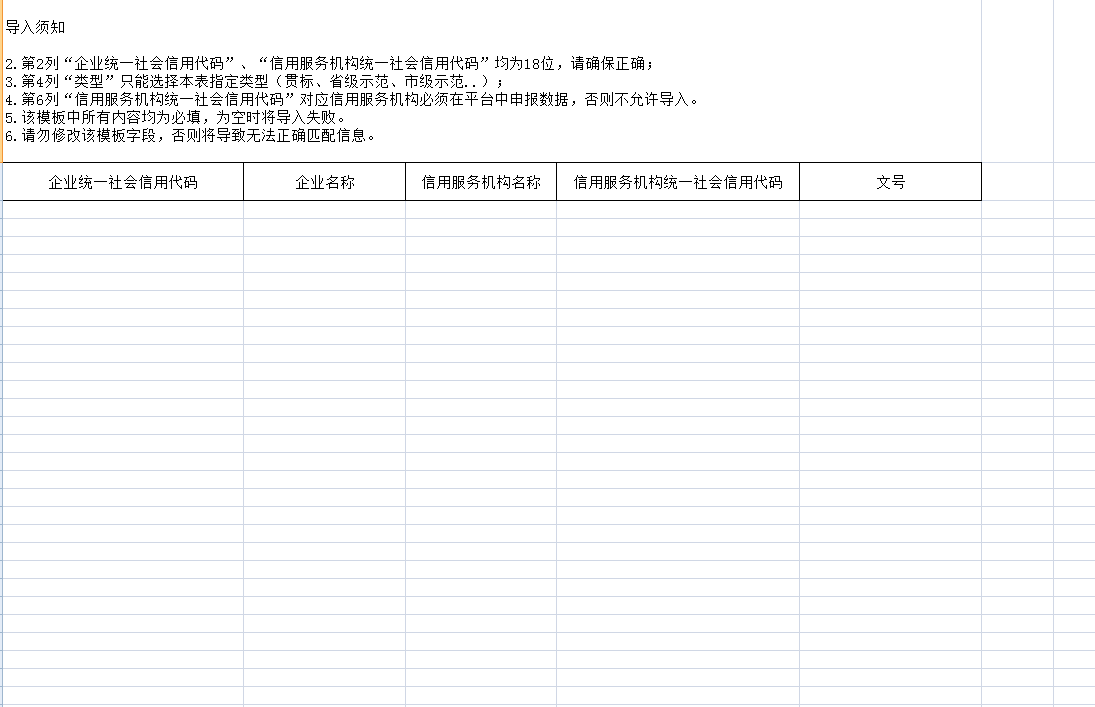 导入须知
2.第2列“企业统一社会信用代码”、“信用服务机构统一社会信用代码”均为18位，请确保正确；
3.第4列“类型”只能选择本表指定类型（贯标、省级示范、市级示范..）；
4.第6列“信用服务机构统一社会信用代码”对应信用服务机构必须在平台中申报数据，否则不允许导入。
5.该模板中所有内容均为必填，为空时将导入失败。
6.请勿修改该模板字段，否则将导致无法正确匹配信息。
企业统一社会信用代码 企业名称 信用服务机构名称 信用服务机构统一社会信用代码 文号